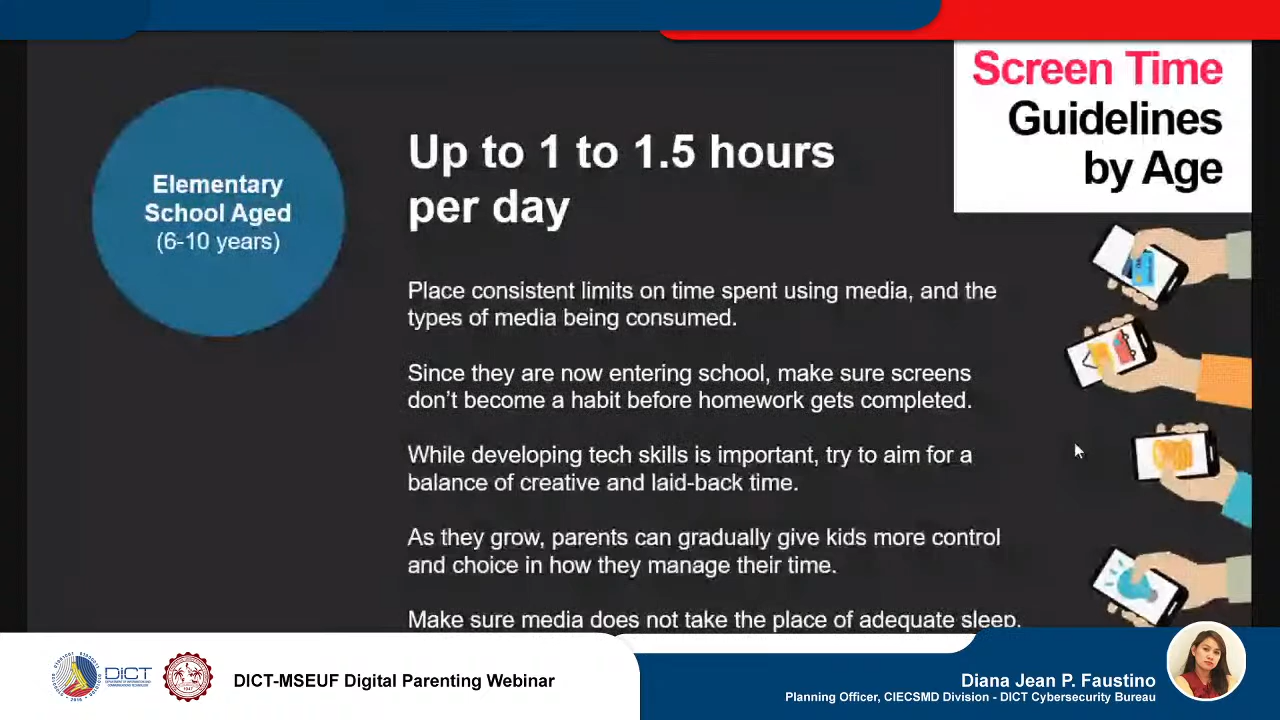 Screen Time
Guidelines
by Age
Elementary
School Aged
(6-10 years)
Up to 1 to 1.5 hours
per day
Place consistent limits on time spent using media, and the
types of media being consumed.
Since they are now entering school, make sure screens
don't become a habit before homework gets completed.
While developing tech skills is important, try to aim for a
balance of creative and laid-back time.
As they grow, parents can gradually give kids more control
and choice in how they manage their time.
Make sure media does not take the place of adequate sleep.
DICT
DICT-MSEUF Digital Parenting Webinar
Diana Jean P. Faustino
Planning Officer, CIECSMD Division - DICT Cybersecurity Bureau